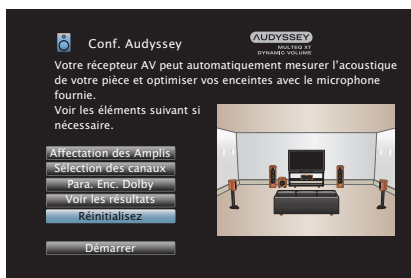 Conf. Audyssey
AUDYSSEY
MULTEQ XT
DYNAMIC VOLUME
Votre récepteur AV peut automatiquement mesurer l'acoustique
de votre pièce et optimiser vos enceintes avec le microphone
fournie.
Voir les éléments suivant si
nécessaire.
Affectation des Amplis
Sélection des canaux
Para. Enc. Dolby
Voir les résultats
Réinitialisez
Démarrer